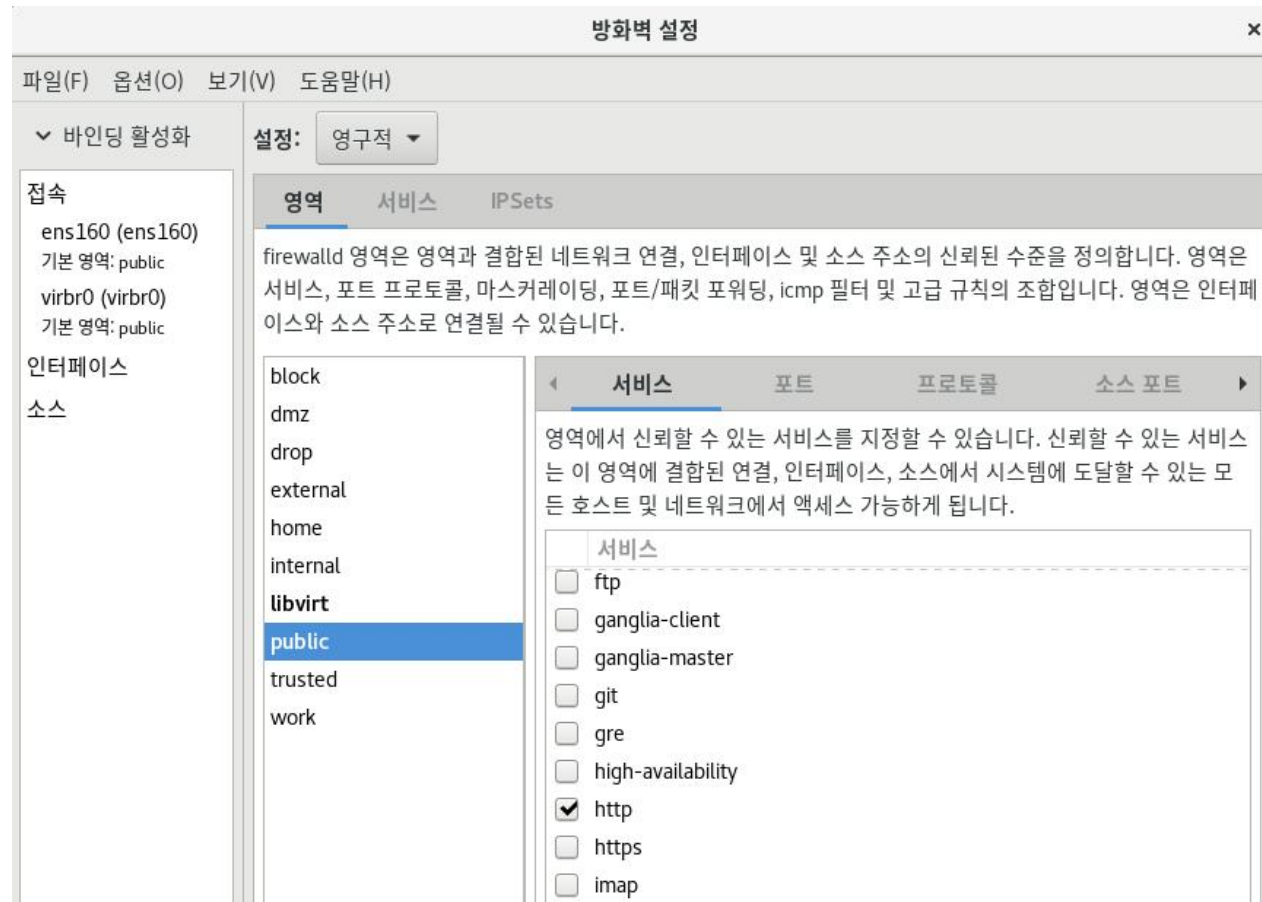 방화벽 설정
×
파일(F) 옵션(O) 보기(V) 도움말(H)
바인딩 활성화
설정: 영구적
접속
ens160 (ens160)
기본 영역: public
virbr0 (virbr0)
기본 영역: public
인터페이스
소스
영역 서비스 IPSets
firewalld 영역은 영역과 결합된 네트워크 연결, 인터페이스 및 소스 주소의 신뢰된 수준을 정의합니다. 영역은
서비스, 포트 프로토콜, 마스커레이딩, 포트/패킷 포워딩, icmp 필터 및 고급 규칙의 조합입니다. 영역은 인터페
이스와 소스 주소로 연결될 수 있습니다.
block
dmz
drop
external
home
internal
libvirt
public
trusted
work
서비스 포트 프로토콜 소스 포트
영역에서 신뢰할 수 있는 서비스를 지정할 수 있습니다. 신뢰할 수 있는 서비스
는 이 영역에 결합된 연결, 인터페이스, 소스에서 시스템에 도달할 수 있는 모
든 호스트 및 네트워크에서 액세스 가능하게 됩니다.
서비스
ftp
ganglia-client
ganglia-master
git
gre
high-availability
http
https
imap